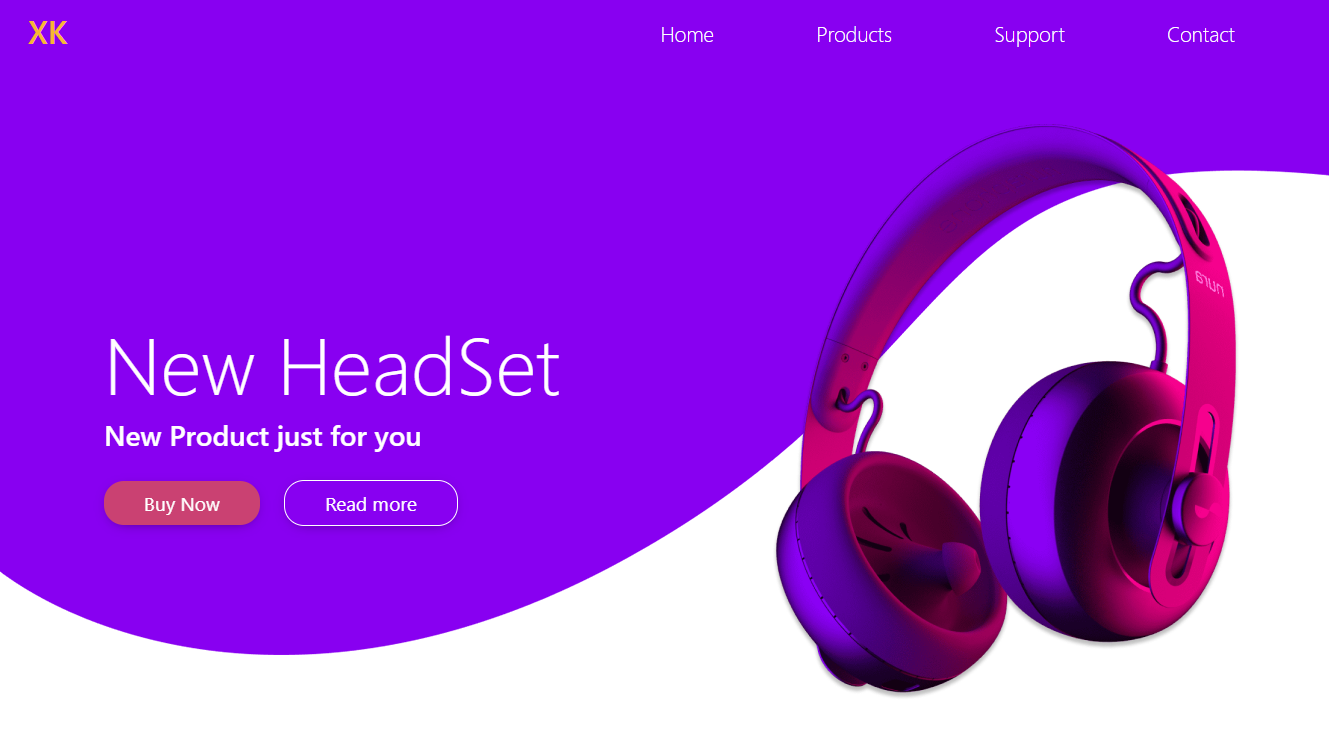 XK
Home
Products
Support
Contact
nura
New HeadSet
New Product just for you
Buy Now
Read more